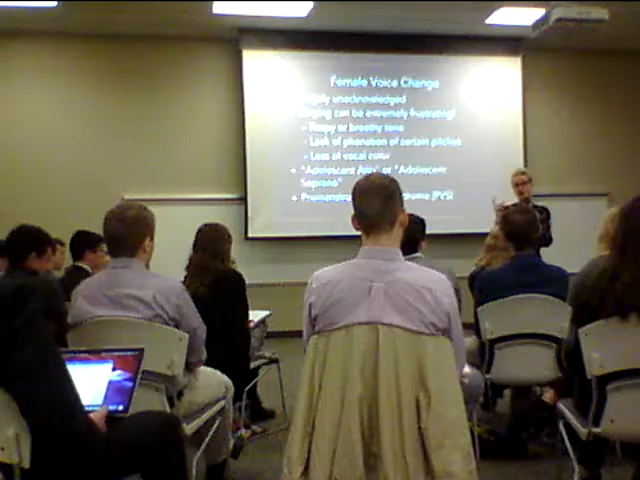 Female Voice Change
unacknowledged
can be extremely frustrating!
- Raspy or breathy tone
- Lack of phonation of certain pitches
- Loss of vocal color
• "Adolescent Alto" or "Adolescent
Soprano"
(PVS)